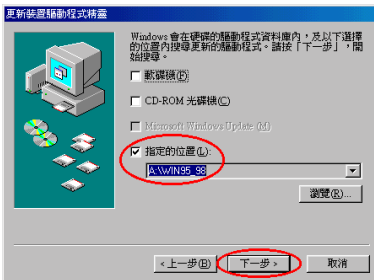 更新裝置驅動程式精靈
Windows 會在硬碟的驅動程式資料庫內，及以下選擇
的位置內搜尋更新的驅動程式。請按「下一步」，開
始搜尋。
軟碟機(F)
CD-ROM 光碟機(C)
Microsoft Windows Update (M)
指定的位置(L):
A:\WIN95_98
瀏覽(R)...
<上一步(B)
下一步 >
取消